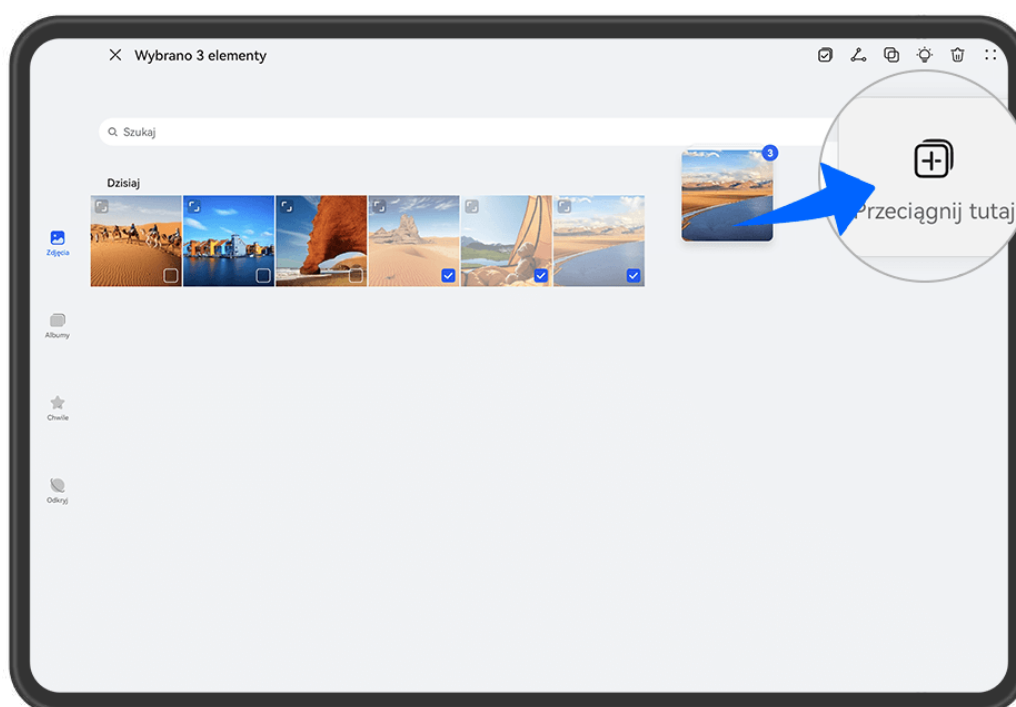 Wybrano 3 elementy
Szukaj
3
Dzisiaj
Przeciągnij tutaj
Zdjęcia
Albumy
Chwile
Odkryj